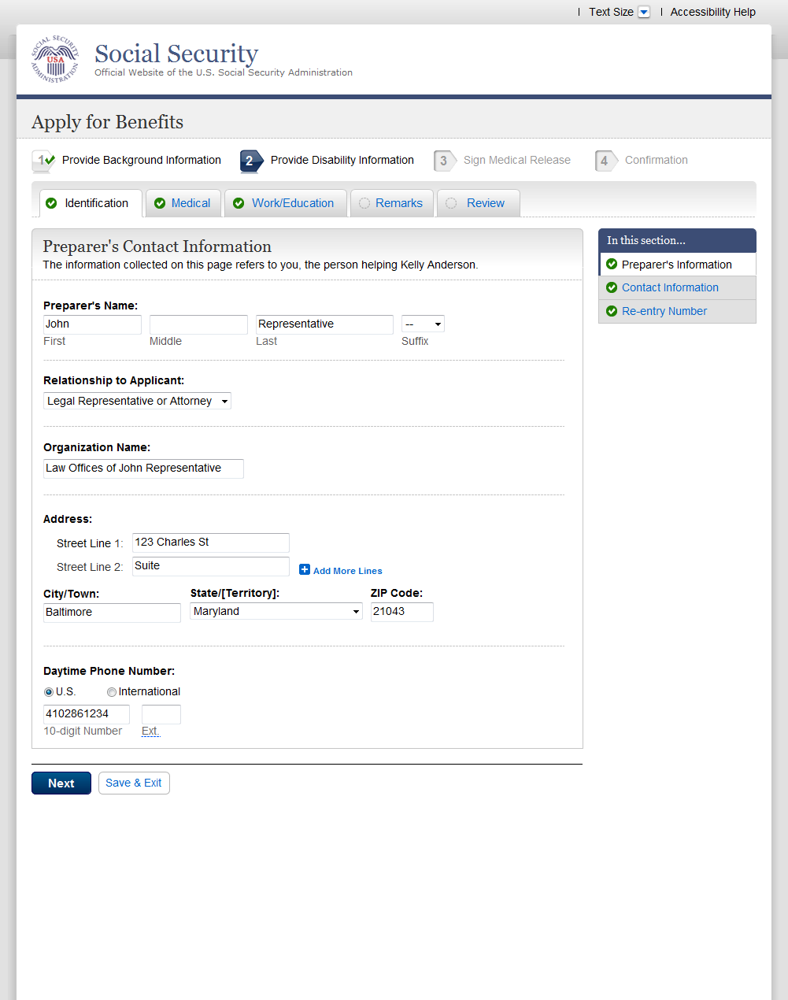 Text Size
Accessibility Help
SOCIAL SECURITY ADMINISTRATION
USA
Social Security
Official Website of the U.S. Social Security Administration
Apply for Benefits
1 Provide Background Information
2 Provide Disability Information
3 Sign Medical Release
4 Confirmation
Identification
Medical
Work/Education
Remarks
Review
Preparer's Contact Information
The information collected on this page refers to you, the person helping Kelly Anderson.
In this section...
Preparer's Information
Contact Information
Re-entry Number
Preparer's Name:
John
Representative
--
First
Middle
Last
Suffix
Relationship to Applicant:
Legal Representative or Attorney
Organization Name:
Law Offices of John Representative
Address:
Street Line 1: 123 Charles St
Street Line 2: Suite
Add More Lines
City/Town:
State/[Territory]:
ZIP Code:
Baltimore
Maryland
21043
Daytime Phone Number:
U.S.
International
4102861234
10-digit Number
Ext.
Next
Save & Exit